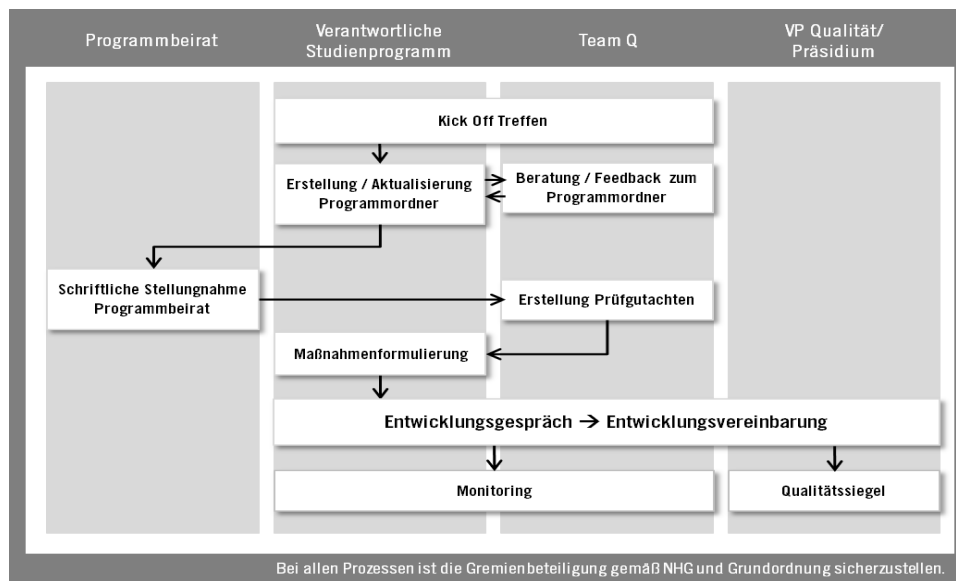 Programmbeirat
Verantwortliche
Studienprogramm
Team Q
VP Qualität/
Präsidium
Kick Off Treffen
Erstellung / Aktualisierung
Programmordner
Beratung / Feedback zum
Programmordner
Schriftliche Stellungnahme
Programmbeirat
Erstellung Prüfgutachten
Maßnahmenformulierung
Entwicklungsgespräch → Entwicklungsvereinbarung
Monitoring
Qualitätssiegel
Bei allen Prozessen ist die Gremienbeteiligung gemäß NHG und Grundordnung sicherzustellen.